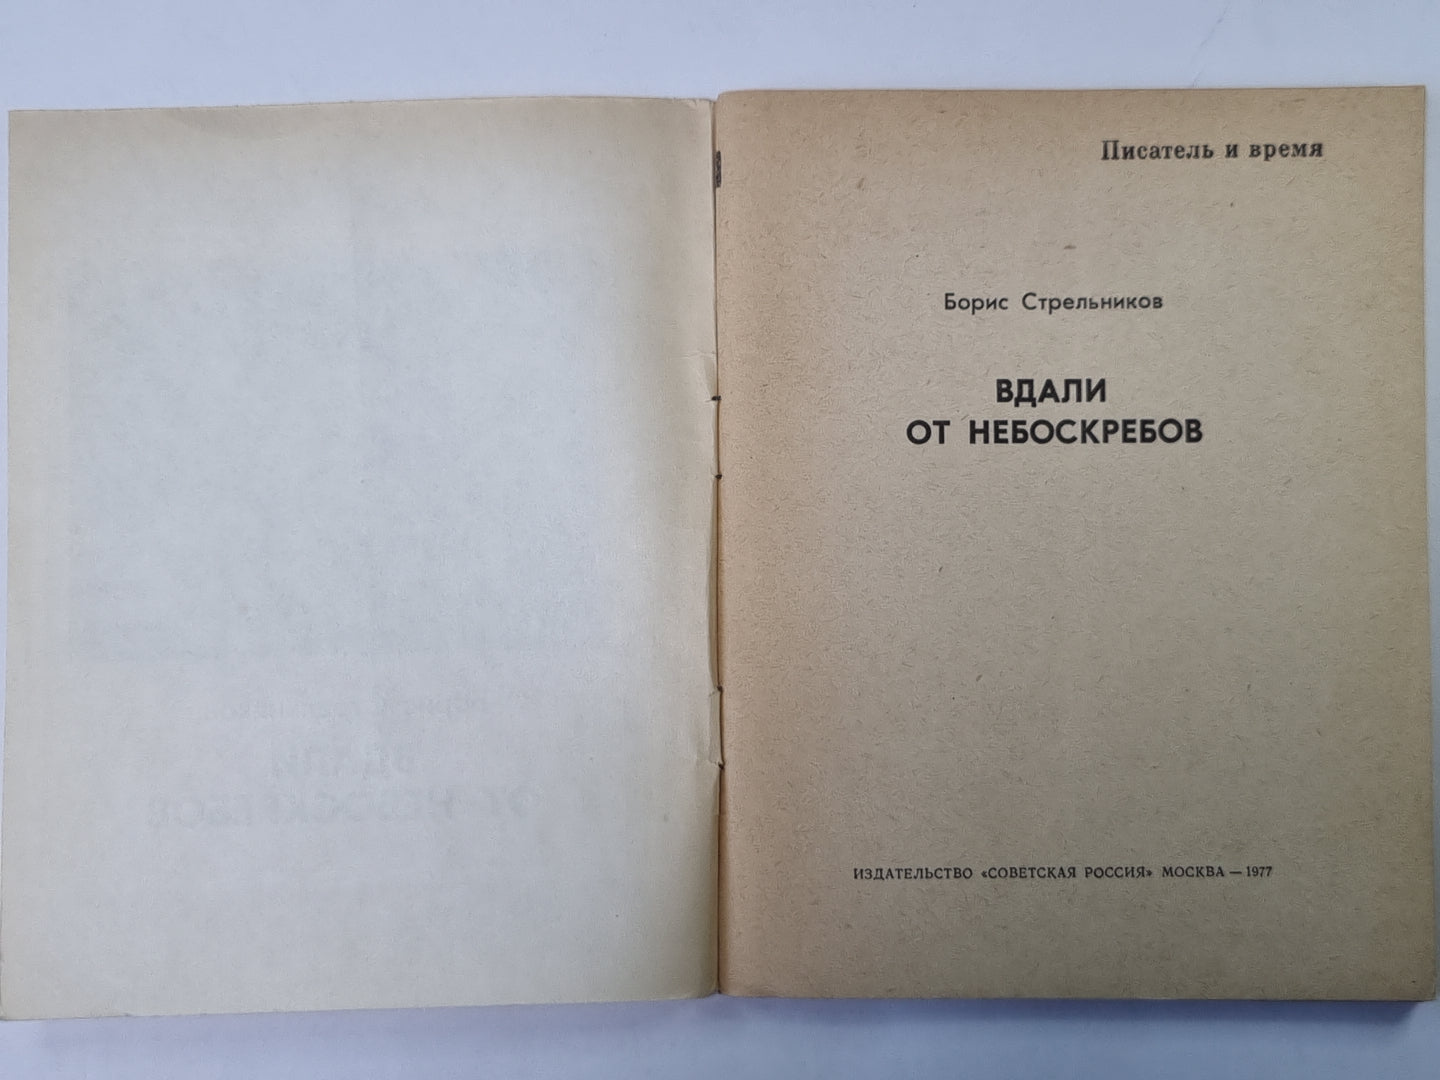 Писатель и время
Борис Стрельников
ВДАЛИ
ОТ НЕБОСКРЕБОВ
ИЗДАТЕЛЬСТВО «СОВЕТСКАЯ РОССИЯ» МОСКВА — 1977